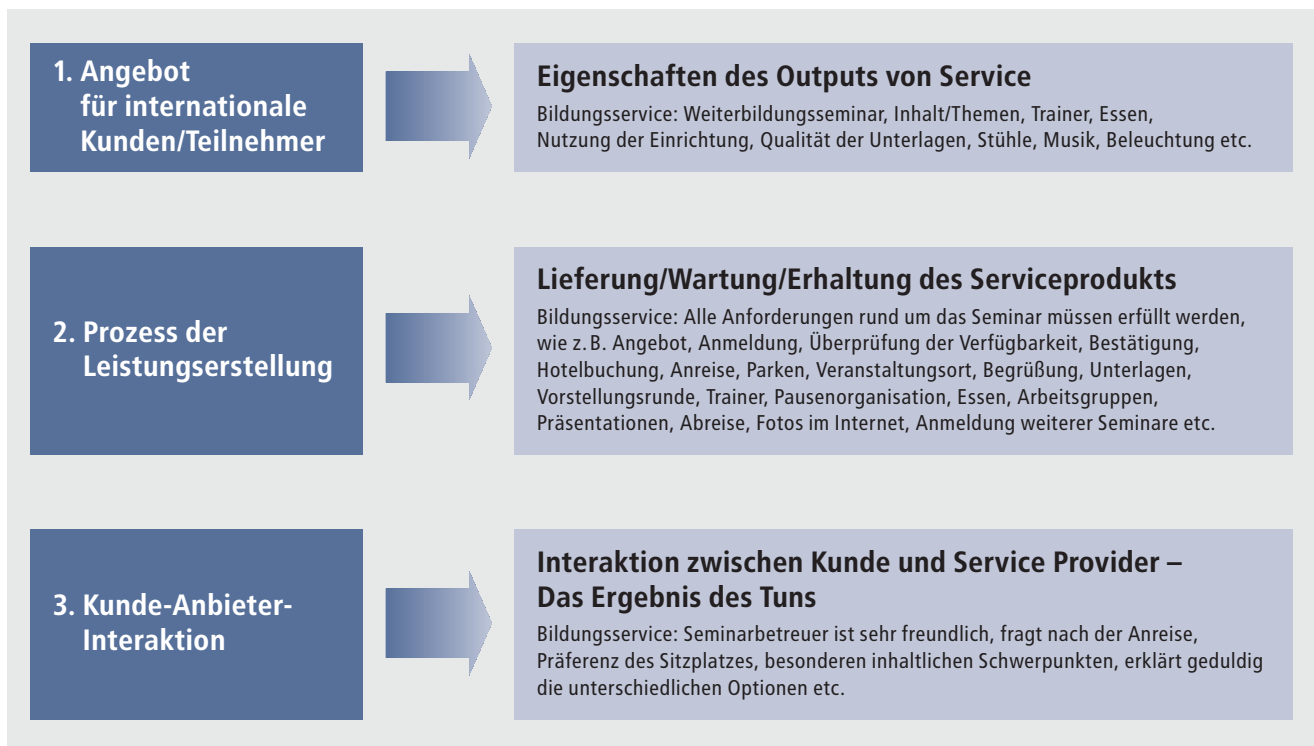 1. Angebot
für internationale
Kunden/Teilnehmer
Eigenschaften des Outputs von Service
Bildungsservice: Weiterbildungsseminar, Inhalt/Themen, Trainer, Essen,
Nutzung der Einrichtung, Qualität der Unterlagen, Stühle, Musik, Beleuchtung etc.
2. Prozess der
Leistungserstellung
Lieferung/Wartung/Erhaltung des Serviceprodukts
Bildungsservice: Alle Anforderungen rund um das Seminar müssen erfüllt werden,
wie z. B. Angebot, Anmeldung, Überprüfung der Verfügbarkeit, Bestätigung,
Hotelbuchung, Anreise, Parken, Veranstaltungsort, Begrüßung, Unterlagen,
Vorstellungsrunde, Trainer, Pausenorganisation, Essen, Arbeitsgruppen,
Präsentationen, Abreise, Fotos im Internet, Anmeldung weiterer Seminare etc.
3. Kunde-Anbieter-
Interaktion
Interaktion zwischen Kunde und Service Provider –
Das Ergebnis des Tuns
Bildungsservice: Seminarbetreuer ist sehr freundlich, fragt nach der Anreise,
Präferenz des Sitzplatzes, besonderen inhaltlichen Schwerpunkten, erklärt geduldig
die unterschiedlichen Optionen etc.